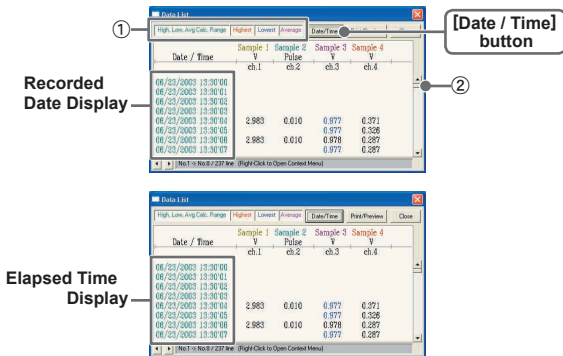 Data List
①
High, Low, Avg Calc. Range Highest Lowest Average Date/Time
[Date / Time] button
Sample 1 Sample 2 Sample 3 Sample 4
Date / Time V Pulse V V
ch.1 ch.2 ch.3 ch.4
②
Recorded Date Display
06/23/2003 13:30'00
06/23/2003 13:30'01
06/23/2003 13:30'02
06/23/2003 13:30'03
06/23/2003 13:30'04 2.983 0.010 0.977 0.371
06/23/2003 13:30'05 0.977 0.326
06/23/2003 13:30'06 2.983 0.010 0.978 0.287
06/23/2003 13:30'07 0.977 0.287
No.1 -> No.8 / 237 line (Right-Click to Open Context Menu)
Data List
High, Low, Avg Calc. Range Highest Lowest Average Date/Time Print/Preview Close
Sample 1 Sample 2 Sample 3 Sample 4
Date / Time V Pulse V V
ch.1 ch.2 ch.3 ch.4
Elapsed Time Display
06/23/2003 13:30'00
06/23/2003 13:30'01
06/23/2003 13:30'02
06/23/2003 13:30'03
06/23/2003 13:30'04 2.983 0.010 0.977 0.371
06/23/2003 13:30'05 0.977 0.326
06/23/2003 13:30'06 2.983 0.010 0.978 0.287
06/23/2003 13:30'07 0.977 0.287
No.1 -> No.8 / 237 line (Right-Click to Open Context Menu)